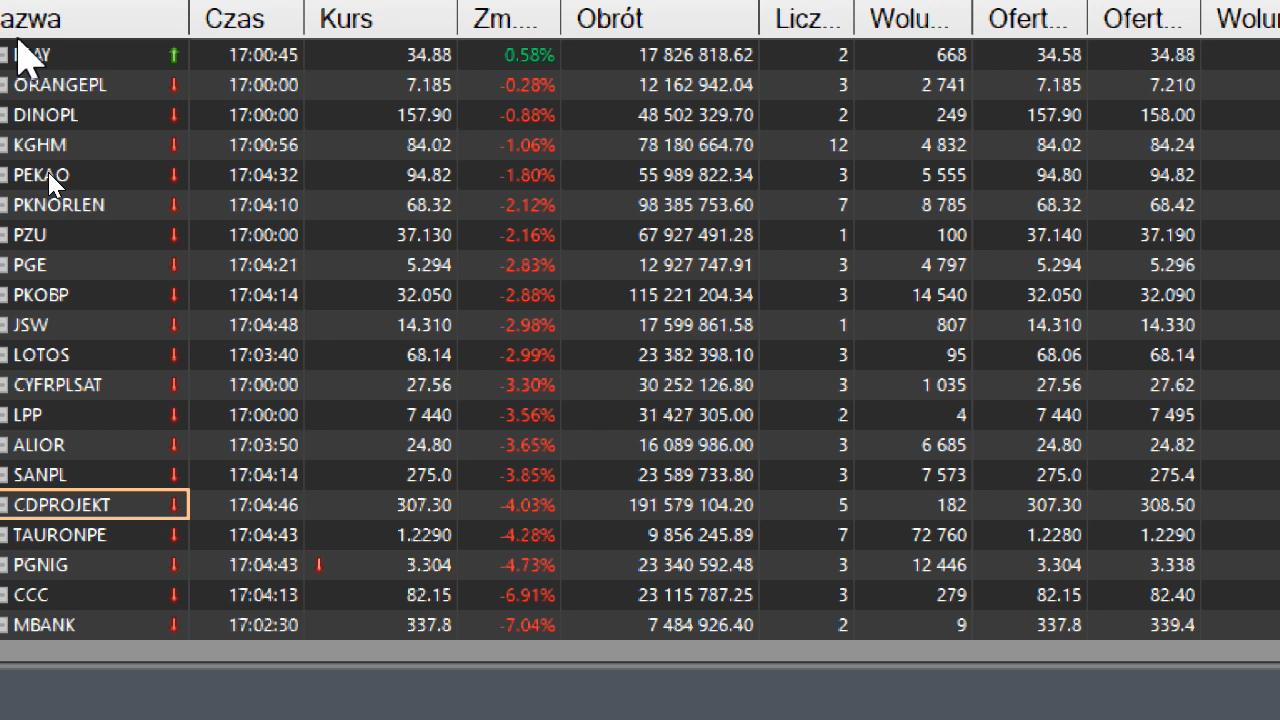 azwa Czas Kurs Zm.... Obrót Licz... Wolu... Ofert... Ofert... Wolu
17:00:45 34.88 0.58% 17 826 818.62 2 668 34.58 34.88
ORANGEPL 17:00:00 7.185 -0.28% 12 162 942.04 3 2 741 7.185 7.210
DINOPL 17:00:00 157.90 -0.88% 48 502 329.70 2 249 157.90 158.00
KGHM 17:00:56 84.02 -1.06% 78 180 664.70 12 4 832 84.02 84.24
PEKAO 17:04:32 94.82 -1.80% 55 989 822.34 3 5 555 94.80 94.82
PKNORLEN 17:04:10 68.32 -2.12% 98 385 753.60 7 8 785 68.32 68.42
PZU 17:00:00 37.130 -2.16% 67 927 491.28 1 100 37.140 37.190
PGE 17:04:21 5.294 -2.83% 12 927 747.91 3 4 797 5.294 5.296
PKOBP 17:04:14 32.050 -2.88% 115 221 204.34 3 14 540 32.050 32.090
JSW 17:04:48 14.310 -2.98% 17 599 861.58 1 807 14.310 14.330
LOTOS 17:03:40 68.14 -2.99% 23 382 398.10 3 95 68.06 68.14
CYFRPLSAT 17:00:00 27.56 -3.30% 30 252 126.80 3 1 035 27.56 27.62
LPP 17:00:00 7 440 -3.56% 31 427 305.00 2 4 7 440 7 495
ALIOR 17:03:50 24.80 -3.65% 16 089 986.00 3 6 685 24.80 24.82
SANPL 17:04:14 275.0 -3.85% 23 589 733.80 3 7 573 275.0 275.4
CDPROJEKT 17:04:46 307.30 -4.03% 191 579 104.20 5 182 307.30 308.50
TAURONPE 17:04:43 1.2290 -4.28% 9 856 245.89 7 72 760 1.2280 1.2290
PGNIG 17:04:43 3.304 -4.73% 23 340 592.48 3 12 446 3.304 3.338
CCC 17:04:13 82.15 -6.91% 23 115 787.25 3 279 82.15 82.40
MBANK 17:02:30 337.8 -7.04% 7 484 926.40 2 9 337.8 339.4